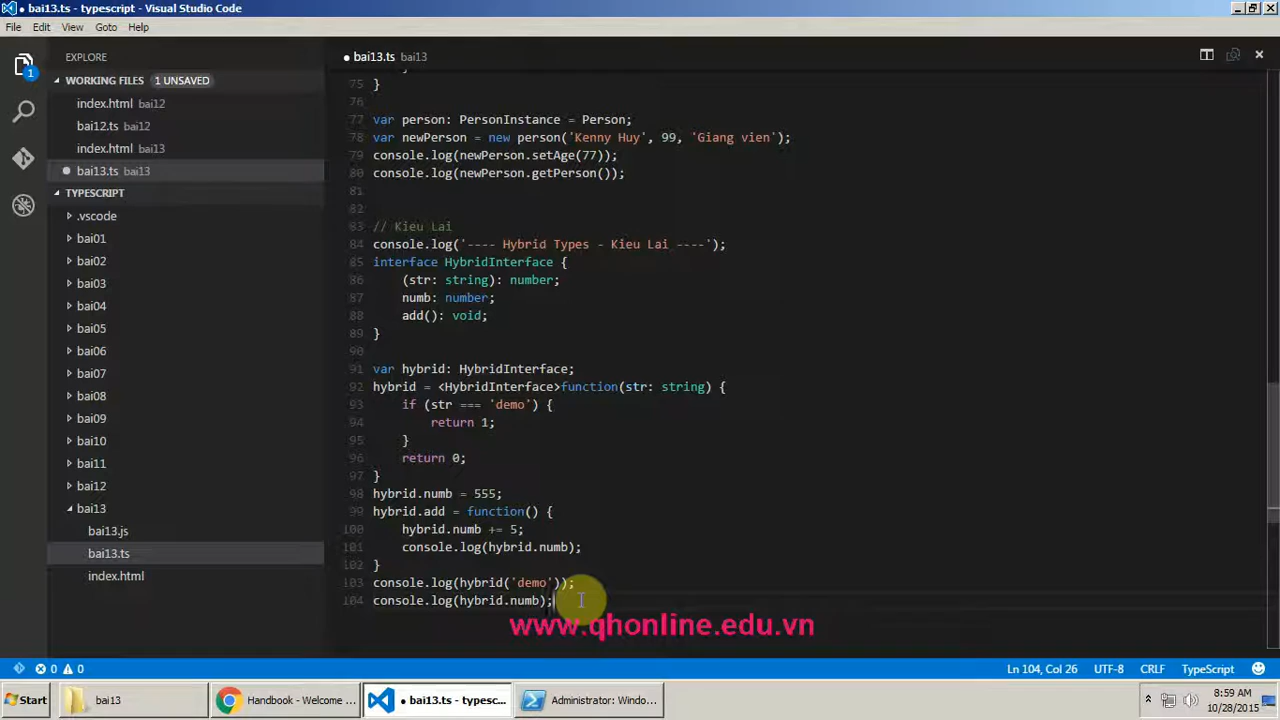 bai13.ts - typescript - Visual Studio Code
File Edit View Goto Help
EXPLORE
WORKING FILES 1 UNSAVED
index.html bai12
bai12.ts bai12
index.html bai13
bai13.ts bai13
TYPESCRIPT
.vscode
bai01
bai02
bai03
bai04
bai05
bai06
bai07
bai08
bai09
bai10
bai11
bai12
bai13
bai13.js
bai13.ts
index.html
1
bai13.ts bai13
75 }
76
77 var person: PersonInstance = Person;
78 var newPerson = new person('Kenny Huy', 99, 'Giang vien');
79 console.log(newPerson.setAge(77));
80 console.log(newPerson.getPerson());
81
82
83 // Kieu Lai
84 console.log('---- Hybrid Types - Kieu Lai ----');
85 interface HybridInterface {
86 (str: string): number;
87 numb: number;
88 add(): void;
89 }
90
91 var hybrid: HybridInterface;
92 hybrid = <HybridInterface>function(str: string) {
93 if (str === 'demo') {
94 return 1;
95 }
96 return 0;
97 }
98 hybrid.numb = 555;
99 hybrid.add = function() {
100 hybrid.numb += 5;
101 console.log(hybrid.numb);
102 }
103 console.log(hybrid('demo'));
104 console.log(hybrid.numb);
www.qhonline.edu.vn
0 0 Ln 104, Col 26 UTF-8 CRLF TypeScript
Start bai13 Handbook - Welcome ... bai13.ts - typesc... Administrator: Windo... 8:59 AM
10/28/2015